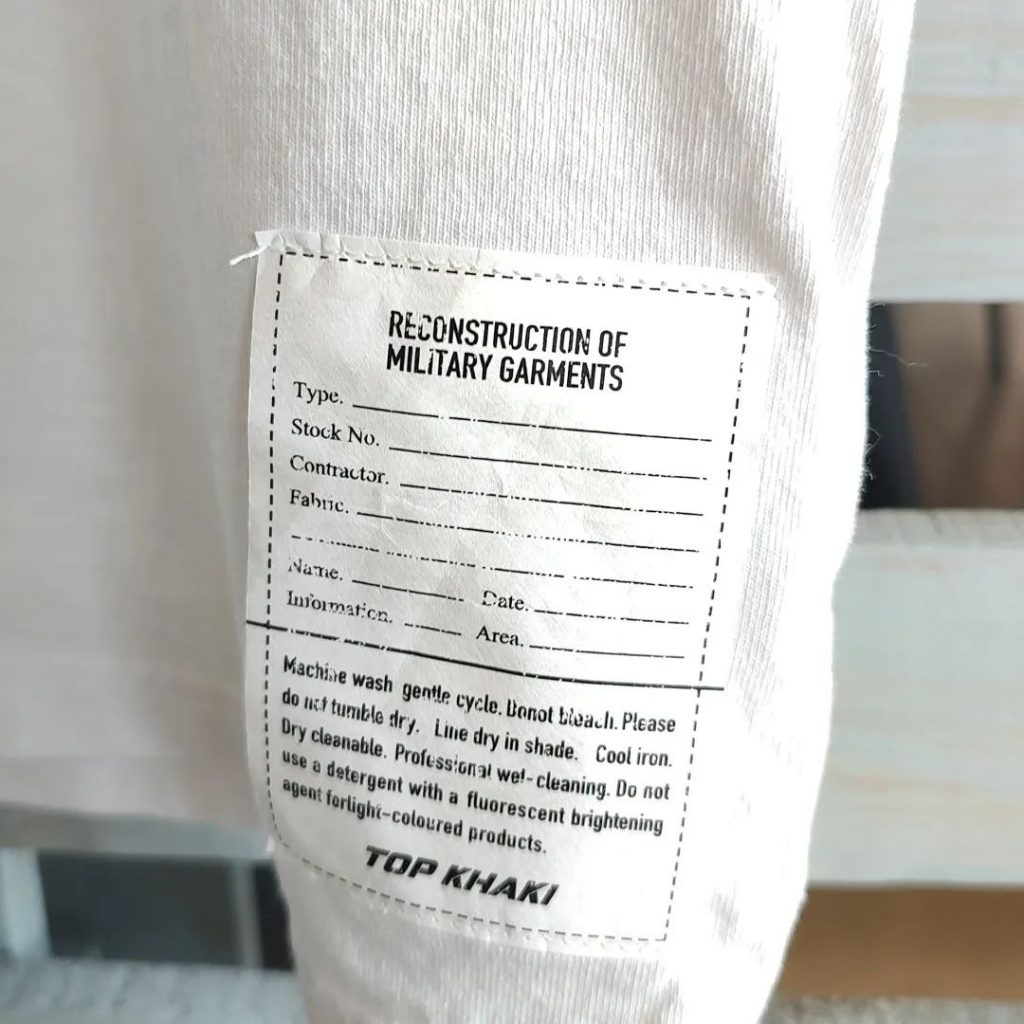 RECONSTRUCTION OF
MILITARY GARMENTS
Type.
Stock No.
Contractor.
Fabric.
Name. Date.
Information. Area.
Machine wash gentle cycle. Donot bleach. Please
do not tumble dry. Line dry in shade. Cool iron.
Dry cleanable. Professional wet-cleaning. Do not
use a detergent with a fluorescent brightening
agent forlight-coloured products.
TOP KHAKI